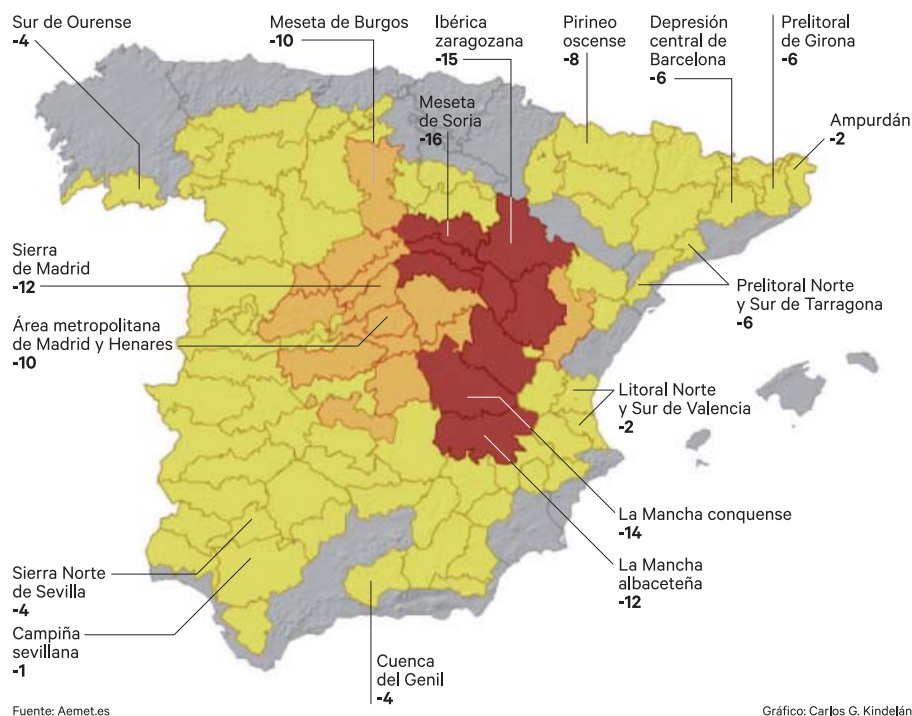 Sur de Ourense
-4
Meseta de Burgos
-10
Ibérica
zaragozana
-15
Pirineo
oscense
-8
Depresión
central de
Barcelona
-6
Prelitoral
de Girona
-6
Meseta
de Soria
-16
Ampurdán
-2
Sierra
de Madrid
-12
Prelitoral Norte
y Sur de Tarragona
-6
Área metropolitana
de Madrid y Henares
-10
Litoral Norte
y Sur de Valencia
-2
La Mancha conquense
-14
La Mancha
albaceteña
-12
Sierra Norte
de Sevilla
-4
Campiña
sevillana
-1
Cuenca
del Genil
-4
Fuente: Aemet.es
Gráfico: Carlos G. Kindelán